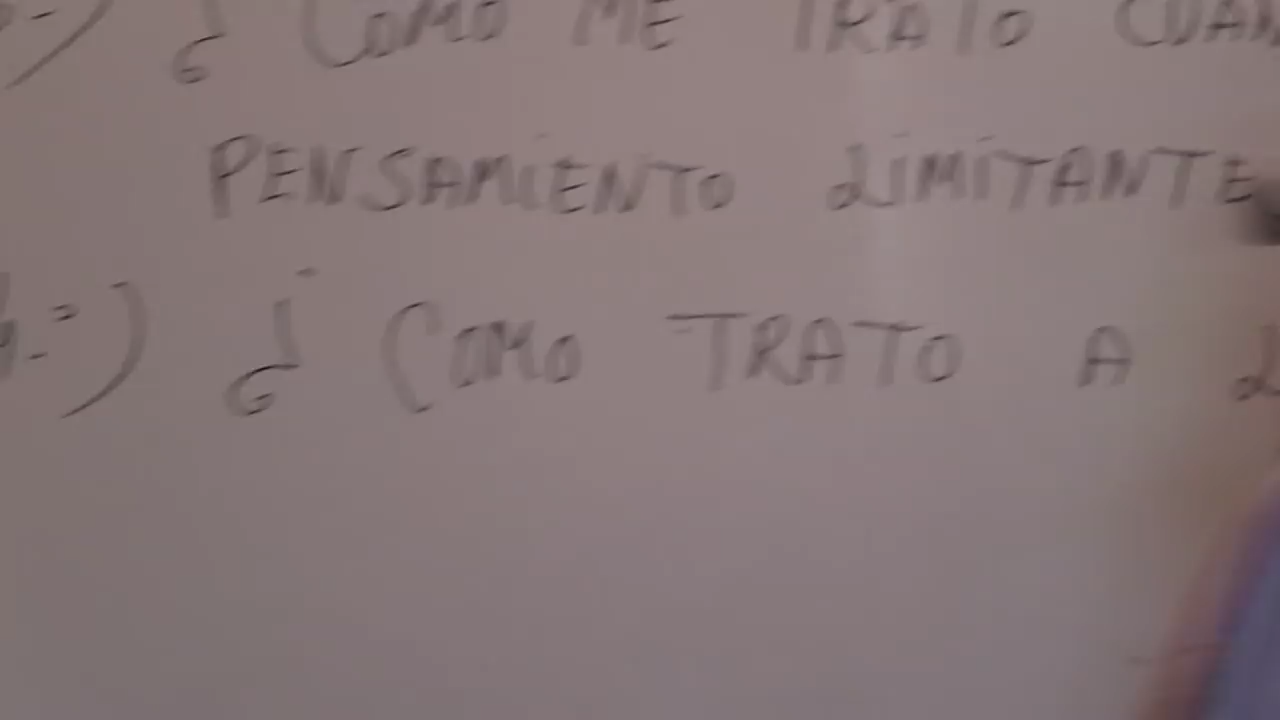 -) ¿ COMO ME TRATO CUAN
PENSAMIENTO LIMITANTE
=) ¿ COMO TRATO A L